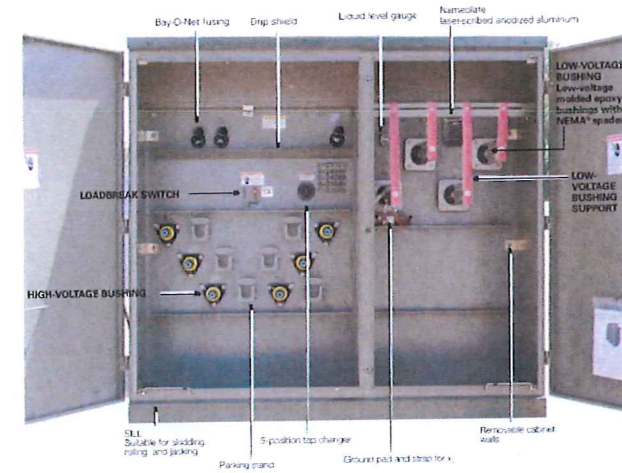 Bay-O-Net fusing
Drip shield
Liquid level gauge
Nameplate
laser-scribed anodized aluminum
LOW-VOLTAGE
BUSHING
Low-voltage
molded epoxy
bushings with
NEMA® spades
LOADBREAK SWITCH
LOW-
VOLTAGE
BUSHING
SUPPORT
HIGH-VOLTAGE BUSHING
SILL
Suitable for skidding
rolling and jacking
5-position tap changer
Parking stand
Ground pad and strap for x
Removable cabinet
walls